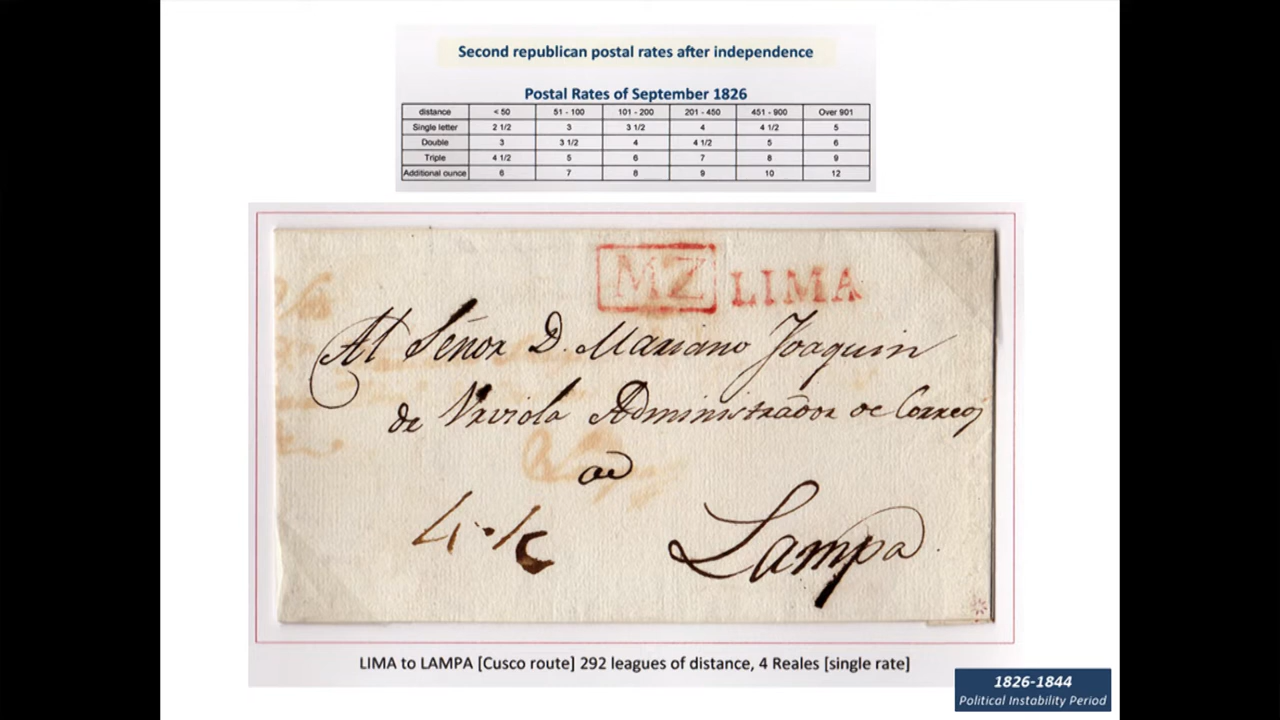 Second republican postal rates after independence
Postal Rates of September 1826
distance < 50 51 - 100 101 - 200 201 - 450 451 - 900 Over 901
Single letter 2 1/2 3 3 1/2 4 4 1/2 5
Double 3 3 1/2 4 4 1/2 5 6
Triple 4 1/2 5 6 7 8 9
Additional ounce 6 7 8 9 10 12
MZ LIMA
Al Señor D. Mariano Joaquin
de Urviola Administrador de Correos
de
Lampa
LIMA to LAMPA [Cusco route] 292 leagues of distance, 4 Reales [single rate]
1826-1844
Political Instability Period